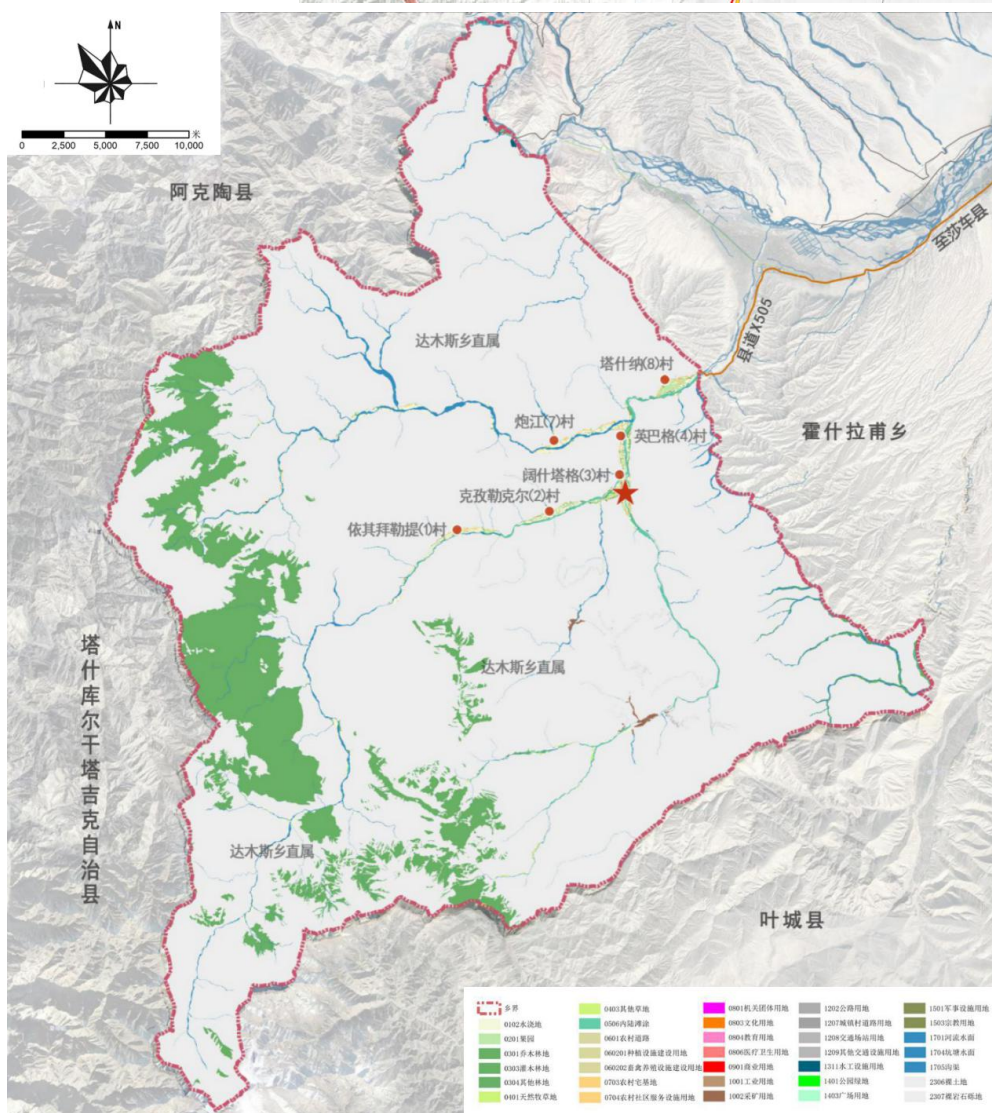 N
0 2,500 5,000 7,500 10,000 米
阿克陶县
至莎车县
县道X505
达木斯乡直属
塔什纳(8)村
炮江(7)村
英巴格(4)村
霍什拉甫乡
阔什塔格(3)村
克孜勒克尔(2)村
依其拜勒提(1)村
塔什库尔干塔吉克自治县
达木斯乡直属
达木斯乡直属
叶城县
乡界
0102水浇地
0201果园
0301乔木林地
0303灌木林地
0304其他林地
0401天然牧草地
0403其他草地
0506内陆滩涂
0601农村道路
060201种植设施建设用地
060202畜禽养殖设施建设用地
0703农村宅基地
0704农村社区服务设施用地
0801机关团体用地
0803文化用地
0804教育用地
0806医疗卫生用地
0901商业用地
1001工业用地
1002采矿用地
1202公路用地
1207城镇村道路用地
1208交通场站用地
1209其他交通设施用地
1311水工设施用地
1401公园绿地
1403广场用地
1501军事设施用地
1503宗教用地
1701河流水面
1704坑塘水面
1705沟渠
2306裸土地
2307裸岩石砾地